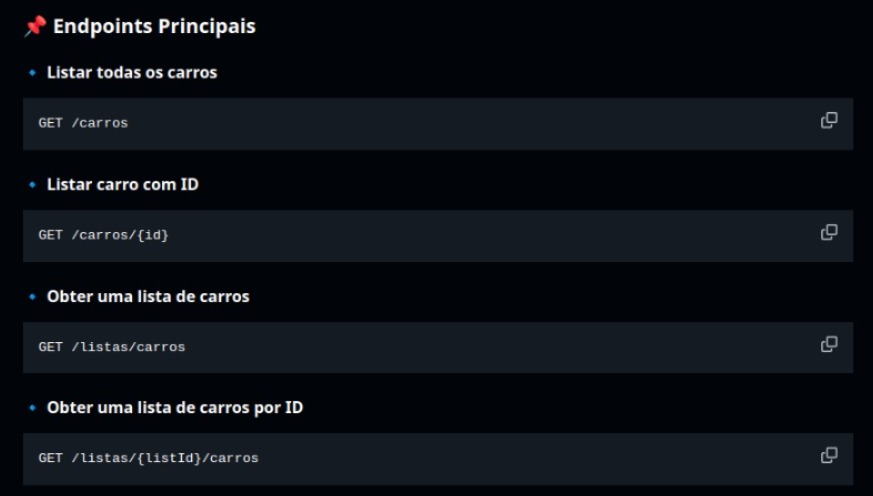 📌 Endpoints Principais
🔹 Listar todas os carros
GET /carros
🔹 Listar carro com ID
GET /carros/{id}
🔹 Obter uma lista de carros
GET /listas/carros
🔹 Obter uma lista de carros por ID
GET /listas/{listId}/carros